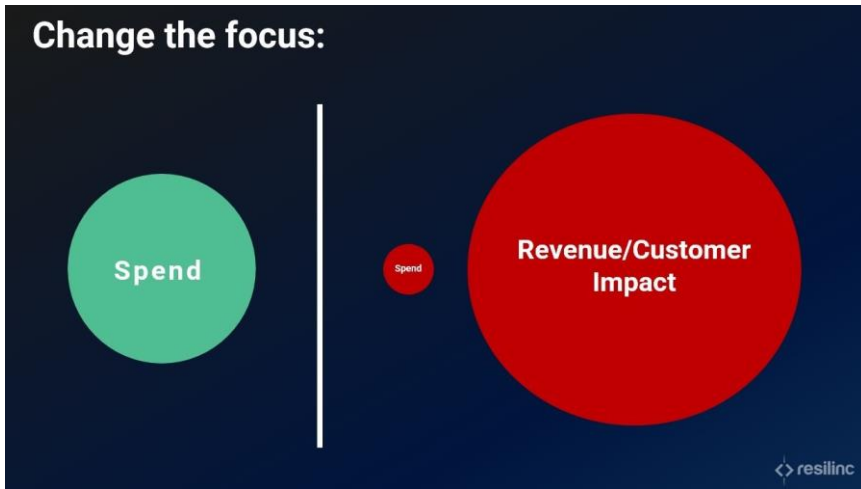 Change the focus:
Spend
Spend
Revenue/Customer
Impact
resilinc